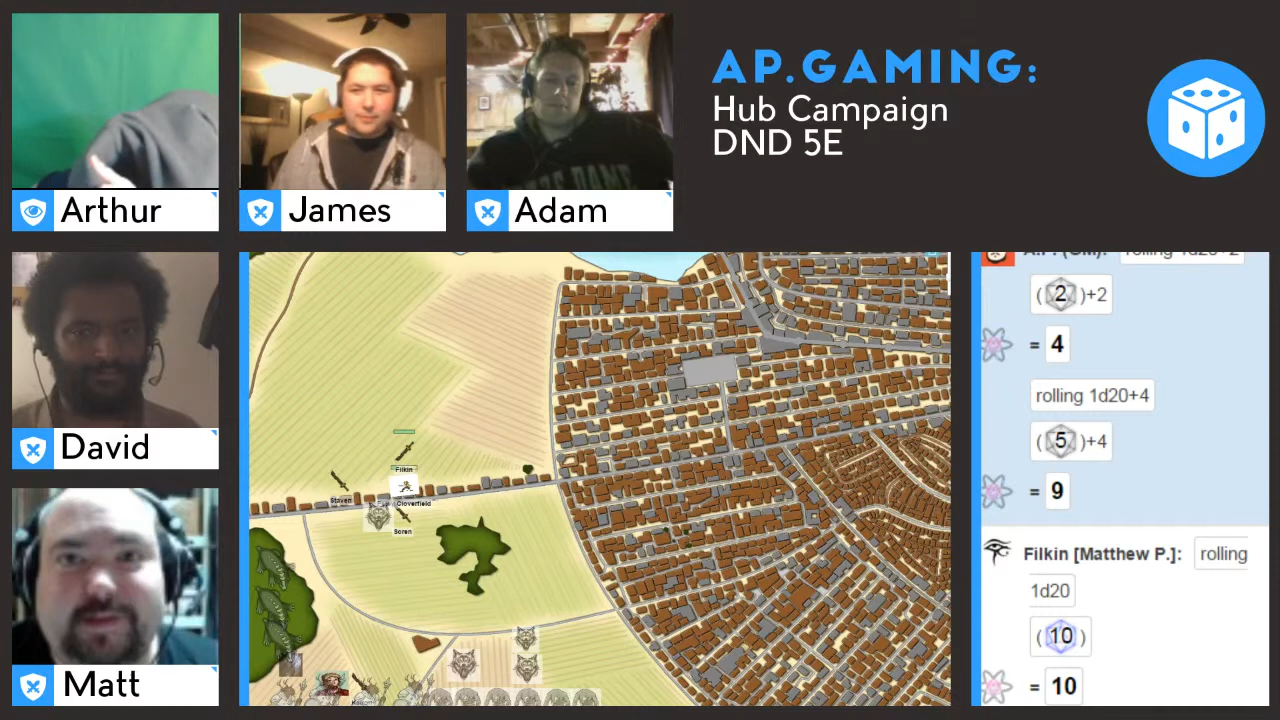 AP.GAMING:
Hub Campaign
DND 5E
Arthur
James
Adam
David
Matt
Filkin
Staven
Cloverfield
Soren
(2)+2
= 4
rolling 1d20+4
(5)+4
= 9
Filkin [Matthew P.]: rolling
1d20
(10)
= 10